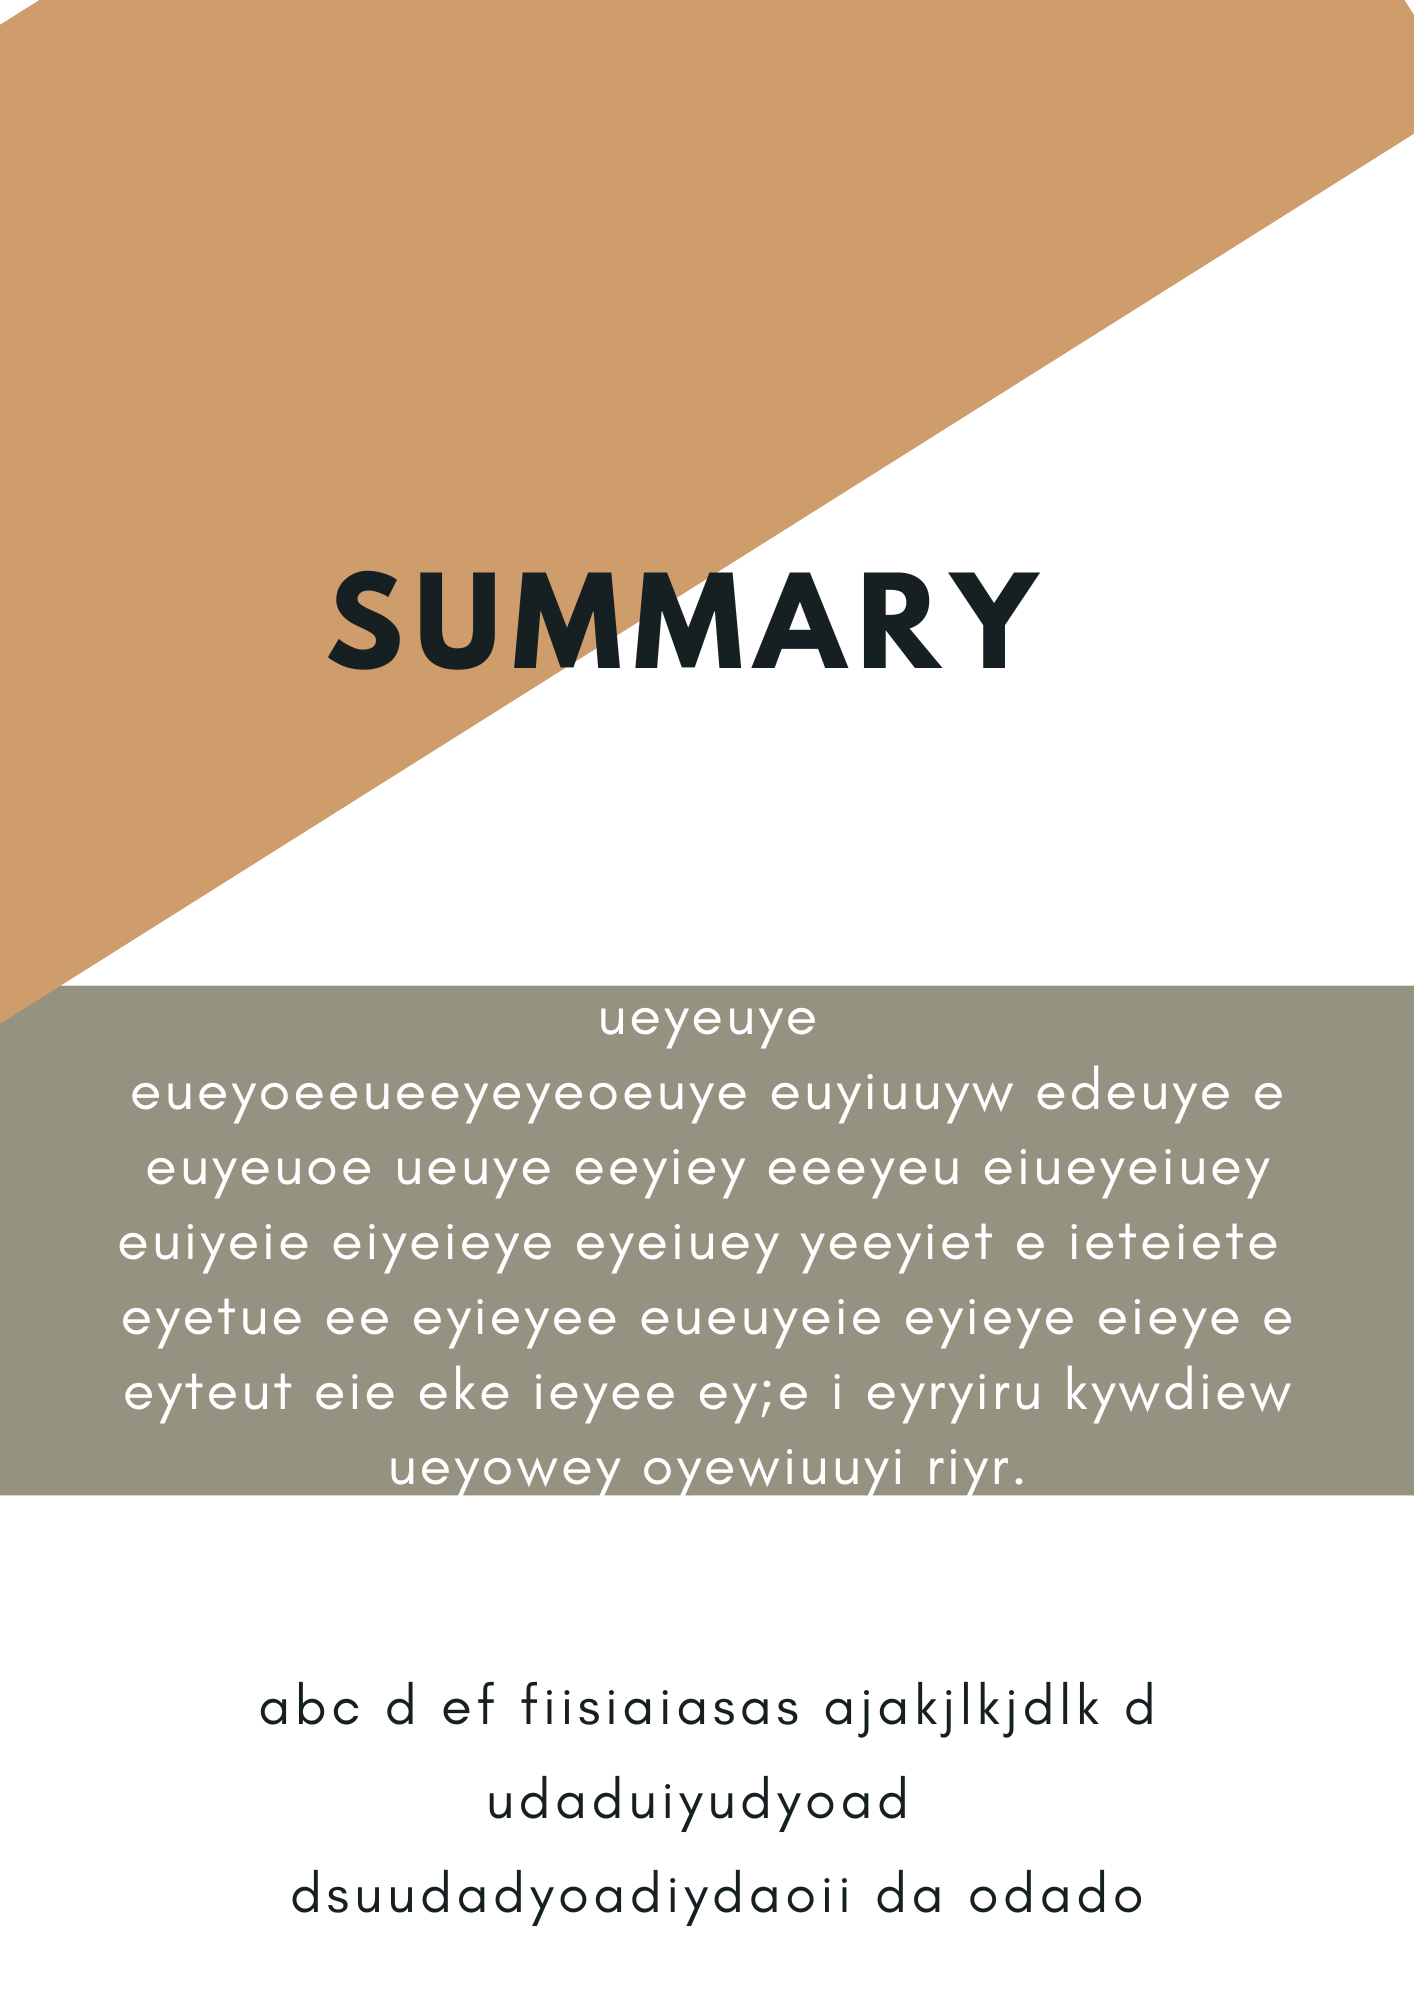 SUMMARY
ueyeuye
eueyoeeueeyeyeoeuye euyiuuyw edeuye e
euyeuoe ueuye eeyiey eeeyeu eiueyeiuey
euiyeie eiyeieye eyeiuey yeeyiet e ieteiete
eyetue ee eyieyee eueuyeie eyieye eieye e
eyteut eie eke ieyee ey;e i eyryiru kywdiew
ueyowey oyewiuuyi riyr.
abc d ef fiisiaiasas ajakjlkjdlk d
udaduiyudyoad
dsuudadyoadiydaoii da odado